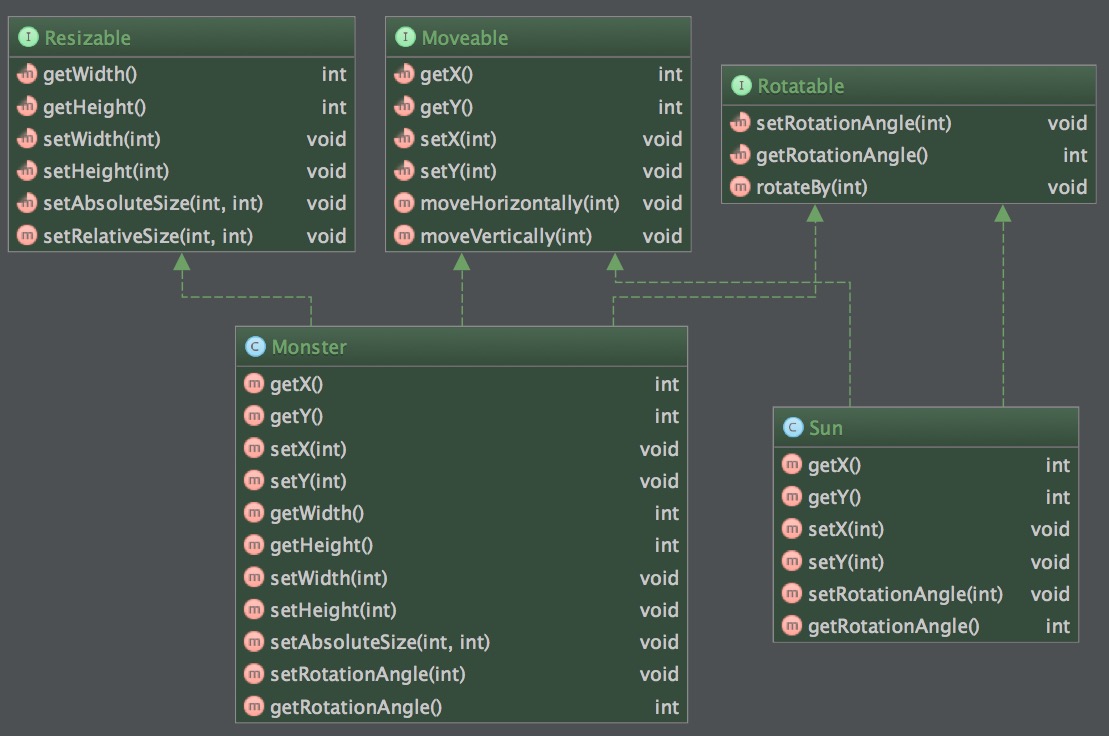 Resizable
getWidth() int
getHeight() int
setWidth(int) void
setHeight(int) void
setAbsoluteSize(int, int) void
setRelativeSize(int, int) void
Moveable
getX() int
getY() int
setX(int) void
setY(int) void
moveHorizontally(int) void
moveVertically(int) void
Rotatable
setRotationAngle(int) void
getRotationAngle() int
rotateBy(int) void
Monster
getX() int
getY() int
setX(int) void
setY(int) void
getWidth() int
getHeight() int
setWidth(int) void
setHeight(int) void
setAbsoluteSize(int, int) void
setRotationAngle(int) void
getRotationAngle() int
Sun
getX() int
getY() int
setX(int) void
setY(int) void
setRotationAngle(int) void
getRotationAngle() int